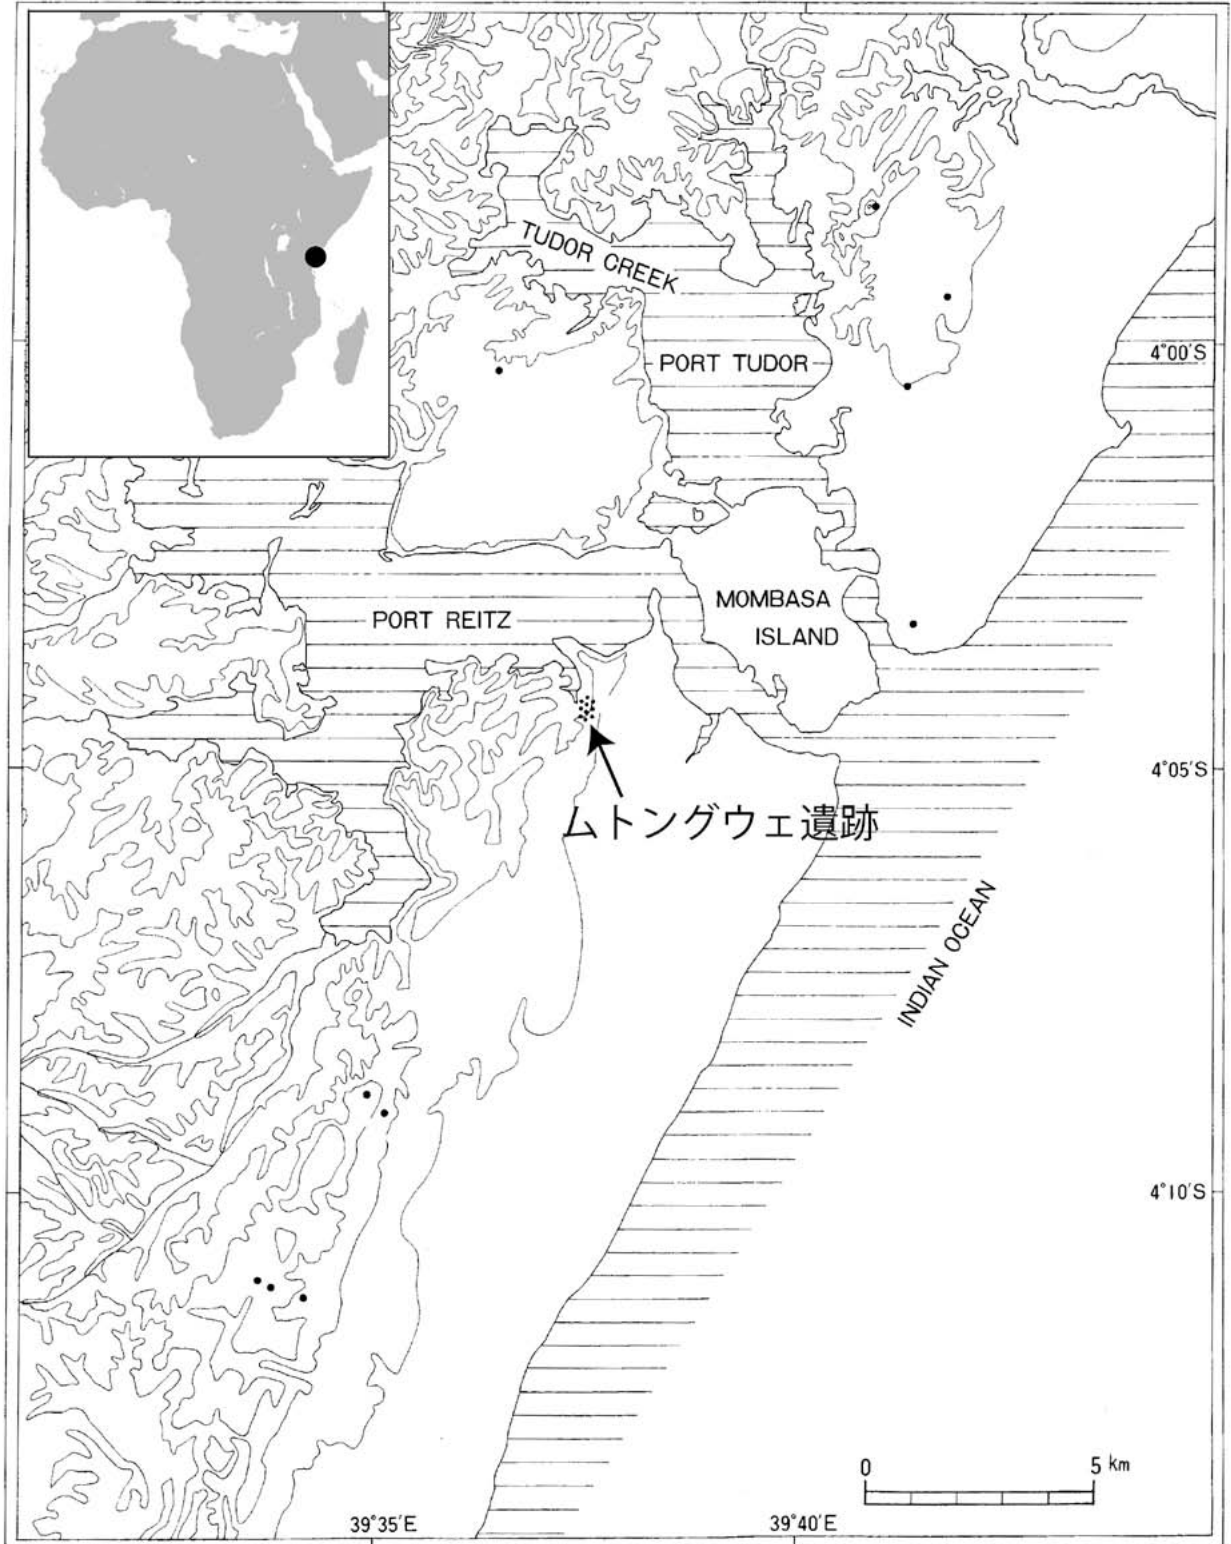 TUDOR CREEK
PORT TUDOR
4°00'S
MOMBASA
ISLAND
PORT REITZ
4°05'S
ムトングウェ遺跡
INDIAN OCEAN
4°10'S
0 5 km
39°35'E 39°40'E